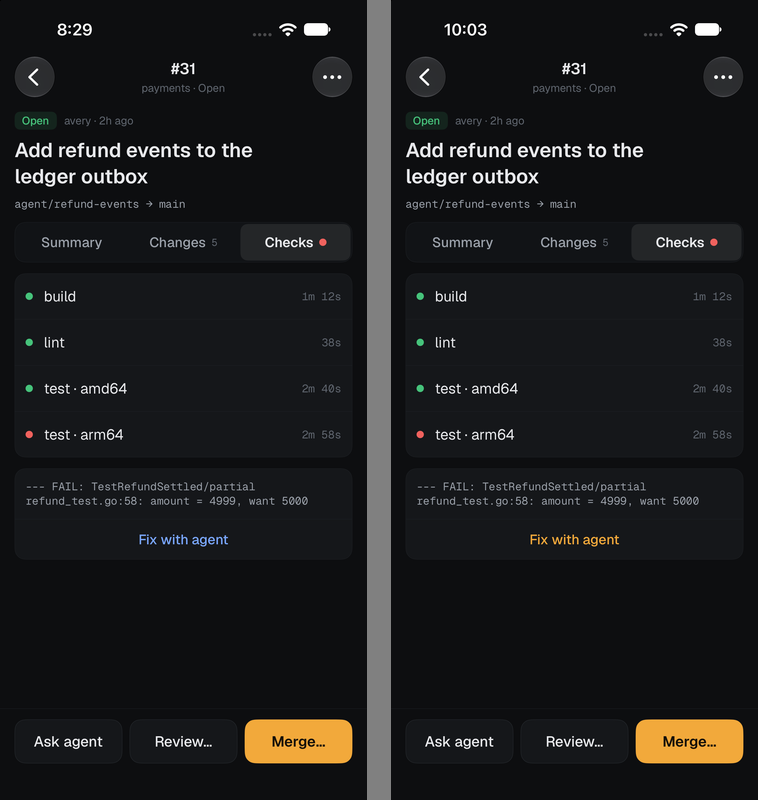 8:29
#31
payments · Open
Open avery · 2h ago
Add refund events to the
ledger outbox
agent/refund-events → main
Summary Changes 5 Checks
build 1m 12s
lint 38s
test · amd64 2m 40s
test · arm64 2m 58s
--- FAIL: TestRefundSettled/partial
refund_test.go:58: amount = 4999, want 5000
Fix with agent
Ask agent Review... Merge...
10:03
#31
payments · Open
Open avery · 2h ago
Add refund events to the
ledger outbox
agent/refund-events → main
Summary Changes 5 Checks
build 1m 12s
lint 38s
test · amd64 2m 40s
test · arm64 2m 58s
--- FAIL: TestRefundSettled/partial
refund_test.go:58: amount = 4999, want 5000
Fix with agent
Ask agent Review... Merge...